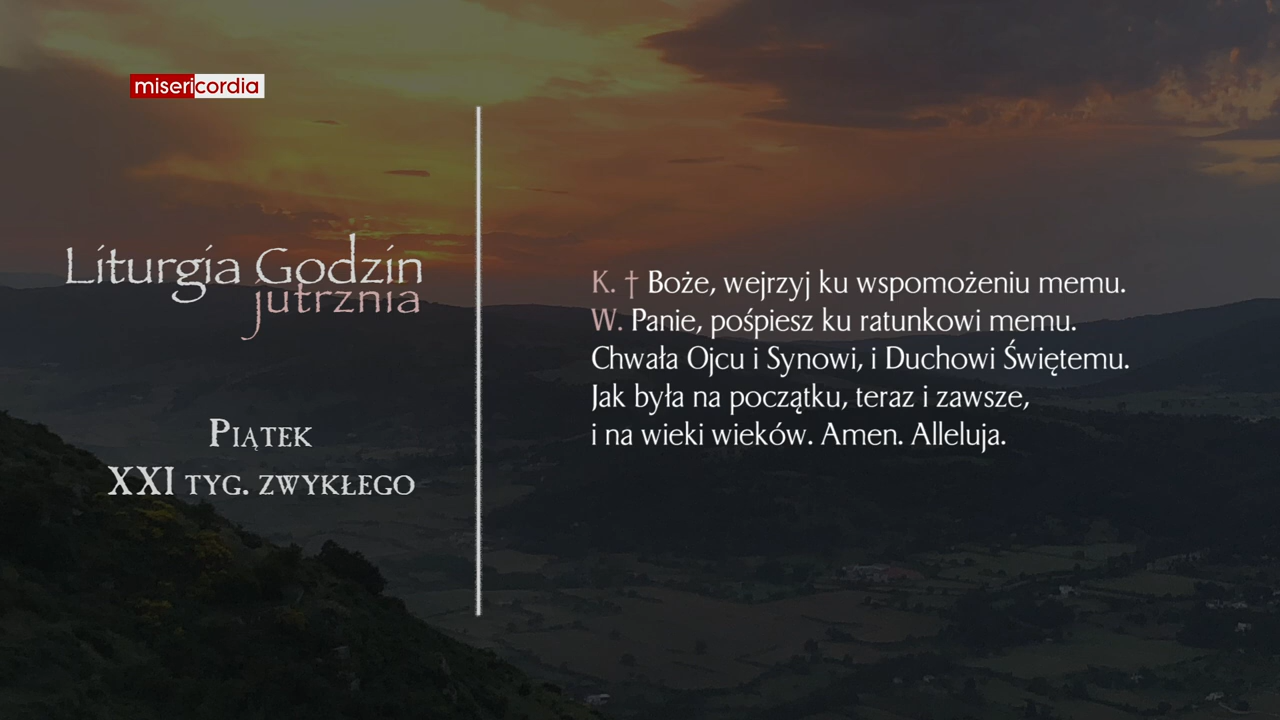 misericordia
Liturgia Godzin
jutrznia
Piątek
XXI tyg. zwykłego
K. † Boże, wejrzyj ku wspomożeniu memu.
W. Panie, pośpiesz ku ratunkowi memu.
Chwała Ojcu i Synowi, i Duchowi Świętemu.
Jak była na początku, teraz i zawsze,
i na wieki wieków. Amen. Alleluja.